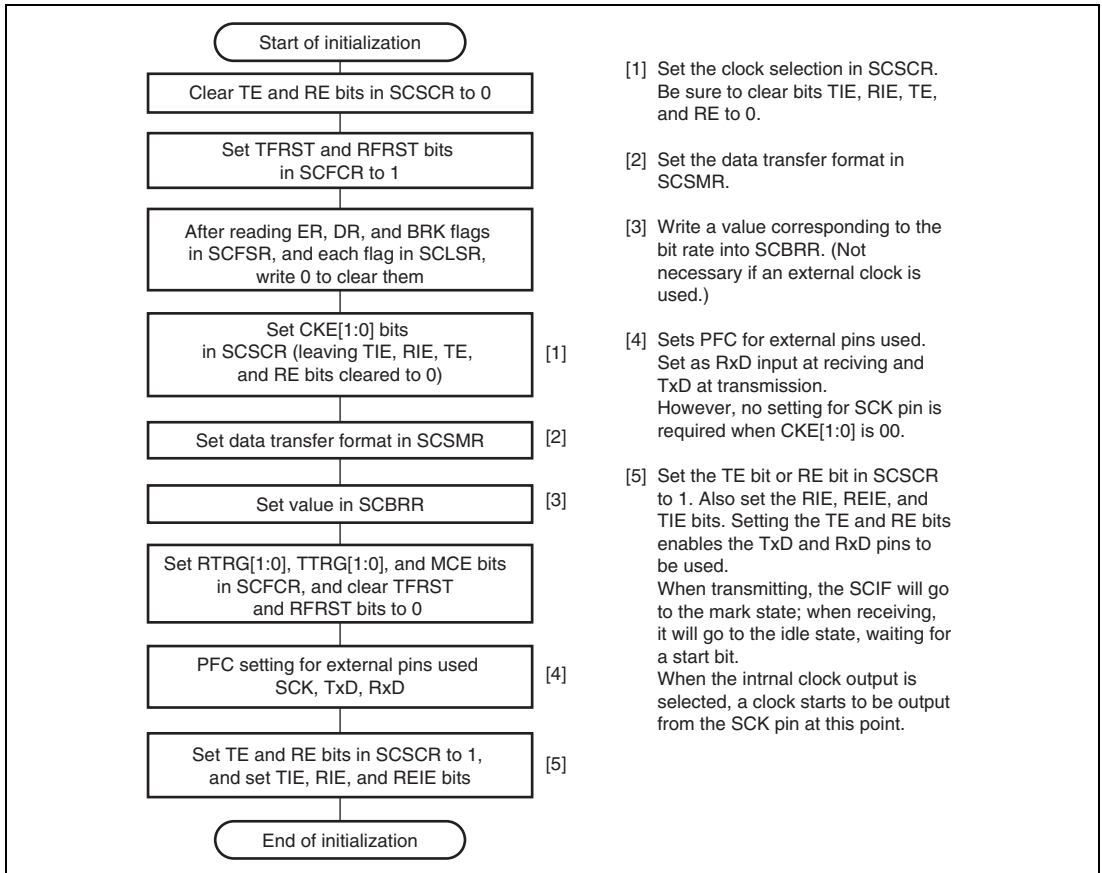 Start of initialization
Clear TE and RE bits in SCSCR to 0
Set TFRST and RFRST bits
in SCFCR to 1
After reading ER, DR, and BRK flags
in SCFSR, and each flag in SCLSR,
write 0 to clear them
Set CKE[1:0] bits
in SCSCR (leaving TIE, RIE, TE,
and RE bits cleared to 0)
[1]
Set data transfer format in SCSMR
[2]
Set value in SCBRR
[3]
Set RTRG[1:0], TTRG[1:0], and MCE bits
in SCFCR, and clear TFRST
and RFRST bits to 0
PFC setting for external pins used
SCK, TxD, RxD
[4]
Set TE and RE bits in SCSCR to 1,
and set TIE, RIE, and REIE bits
[5]
End of initialization
[1] Set the clock selection in SCSCR.
Be sure to clear bits TIE, RIE, TE,
and RE to 0.
[2] Set the data transfer format in
SCSMR.
[3] Write a value corresponding to the
bit rate into SCBRR. (Not
necessary if an external clock is
used.)
[4] Sets PFC for external pins used.
Set as RxD input at reciving and
TxD at transmission.
However, no setting for SCK pin is
required when CKE[1:0] is 00.
[5] Set the TE bit or RE bit in SCSCR
to 1. Also set the RIE, REIE, and
TIE bits. Setting the TE and RE bits
enables the TxD and RxD pins to
be used.
When transmitting, the SCIF will go
to the mark state; when receiving,
it will go to the idle state, waiting for
a start bit.
When the intrnal clock output is
selected, a clock starts to be output
from the SCK pin at this point.